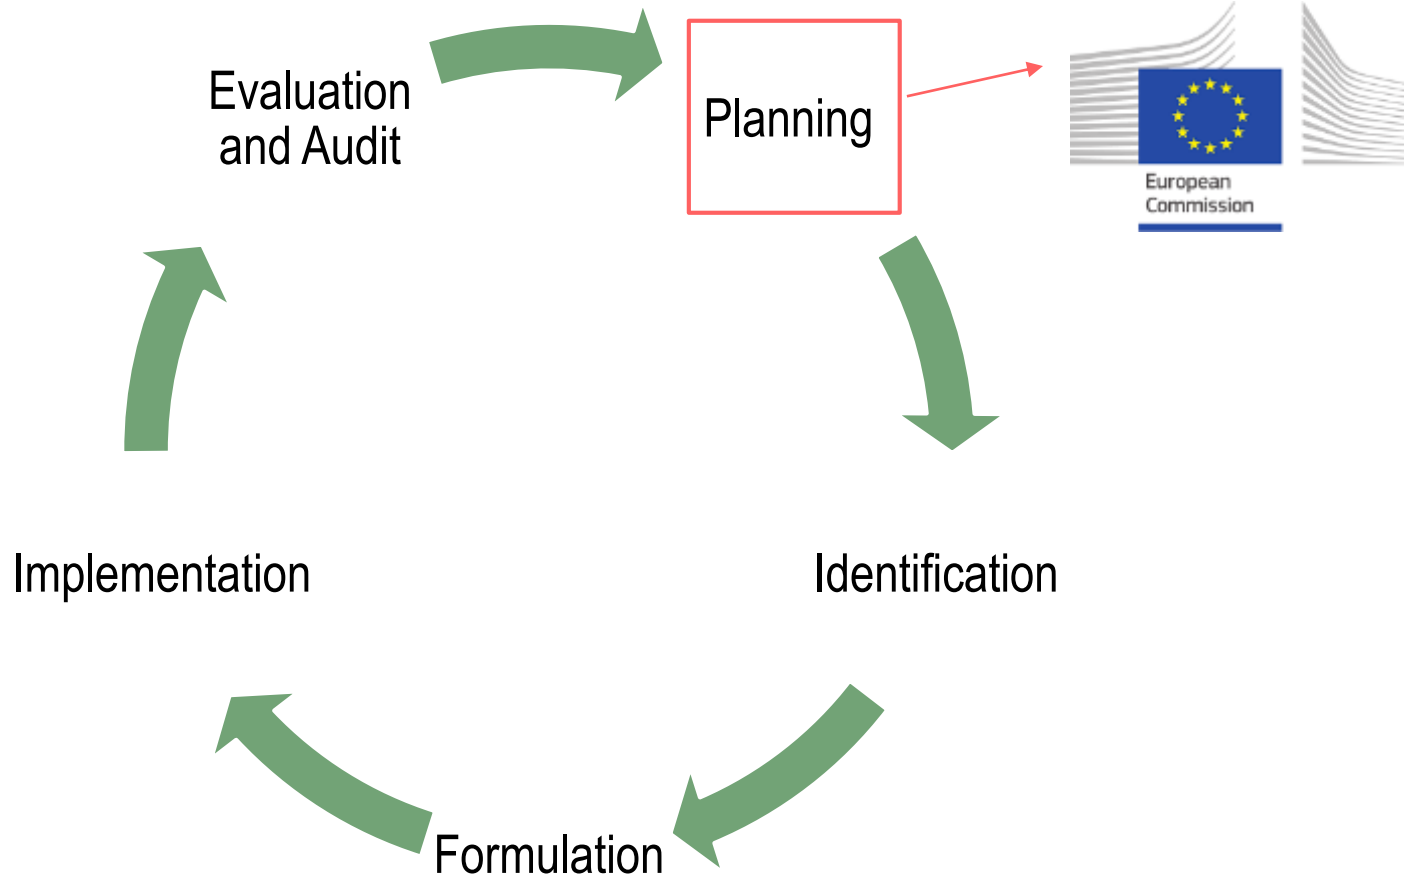 Evaluation
and Audit
Planning
European
Commission
Implementation
Identification
Formulation